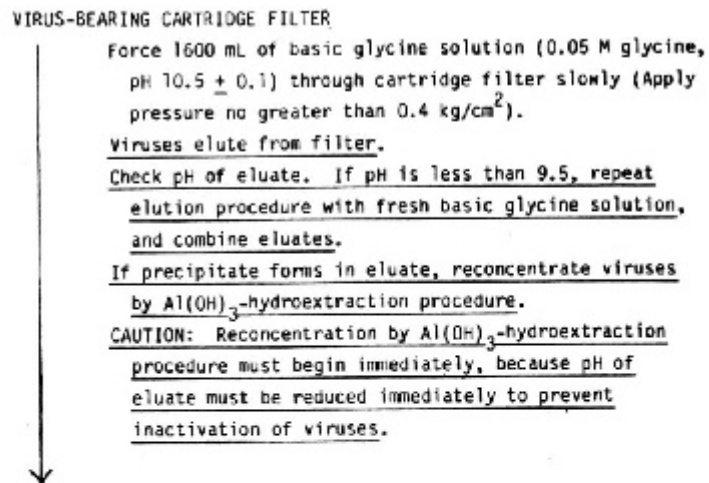 VIRUS-BEARING CARTRIDGE FILTER
Force 1600 mL of basic glycine solution (0.05 M glycine,
pH 10.5 ± 0.1) through cartridge filter slowly (Apply
pressure no greater than 0.4 kg/cm²).
Viruses elute from filter.
Check pH of eluate. If pH is less than 9.5, repeat
elution procedure with fresh basic glycine solution,
and combine eluates.
If precipitate forms in eluate, reconcentrate viruses
by Al(OH)₃-hydroextraction procedure.
CAUTION: Reconcentration by Al(OH)₃-hydroextraction
procedure must begin immediately, because pH of
eluate must be reduced immediately to prevent
inactivation of viruses.